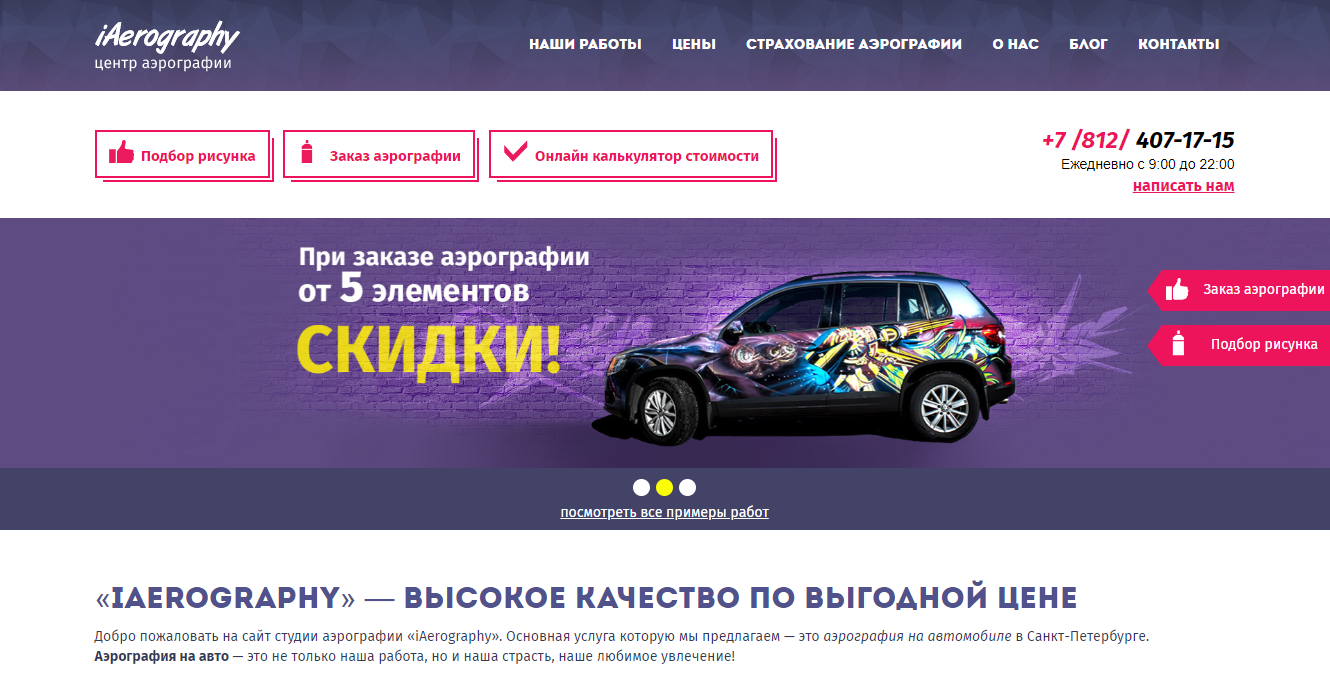 iAerography
центр аэрографии
НАШИ РАБОТЫ ЦЕНЫ СТРАХОВАНИЕ АЭРОГРАФИИ О НАС БЛОГ КОНТАКТЫ
Подбор рисунка Заказ аэрографии Онлайн калькулятор стоимости
+7 /812/ 407-17-15
Ежедневно с 9:00 до 22:00
написать нам
При заказе аэрографии
от 5 элементов
СКИДКИ!
Заказ аэрографии
Подбор рисунка
посмотреть все примеры работ
«IAEROGRAPHY» — ВЫСОКОЕ КАЧЕСТВО ПО ВЫГОДНОЙ ЦЕНЕ
Добро пожаловать на сайт студии аэрографии «iAerography». Основная услуга которую мы предлагаем — это аэрография на автомобиле в Санкт-Петербурге.
Аэрография на авто — это не только наша работа, но и наша страсть, наше любимое увлечение!